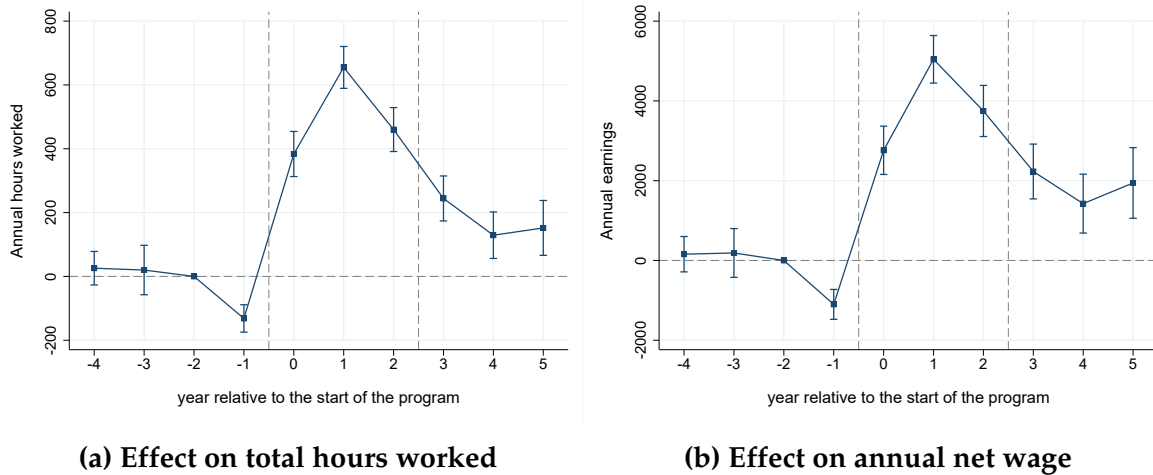 Annual hours worked
800
600
400
200
0
-200
-4 -3 -2 -1 0 1 2 3 4 5
year relative to the start of the program
(a) Effect on total hours worked
Annual earnings
6000
4000
2000
0
-2000
-4 -3 -2 -1 0 1 2 3 4 5
year relative to the start of the program
(b) Effect on annual net wage